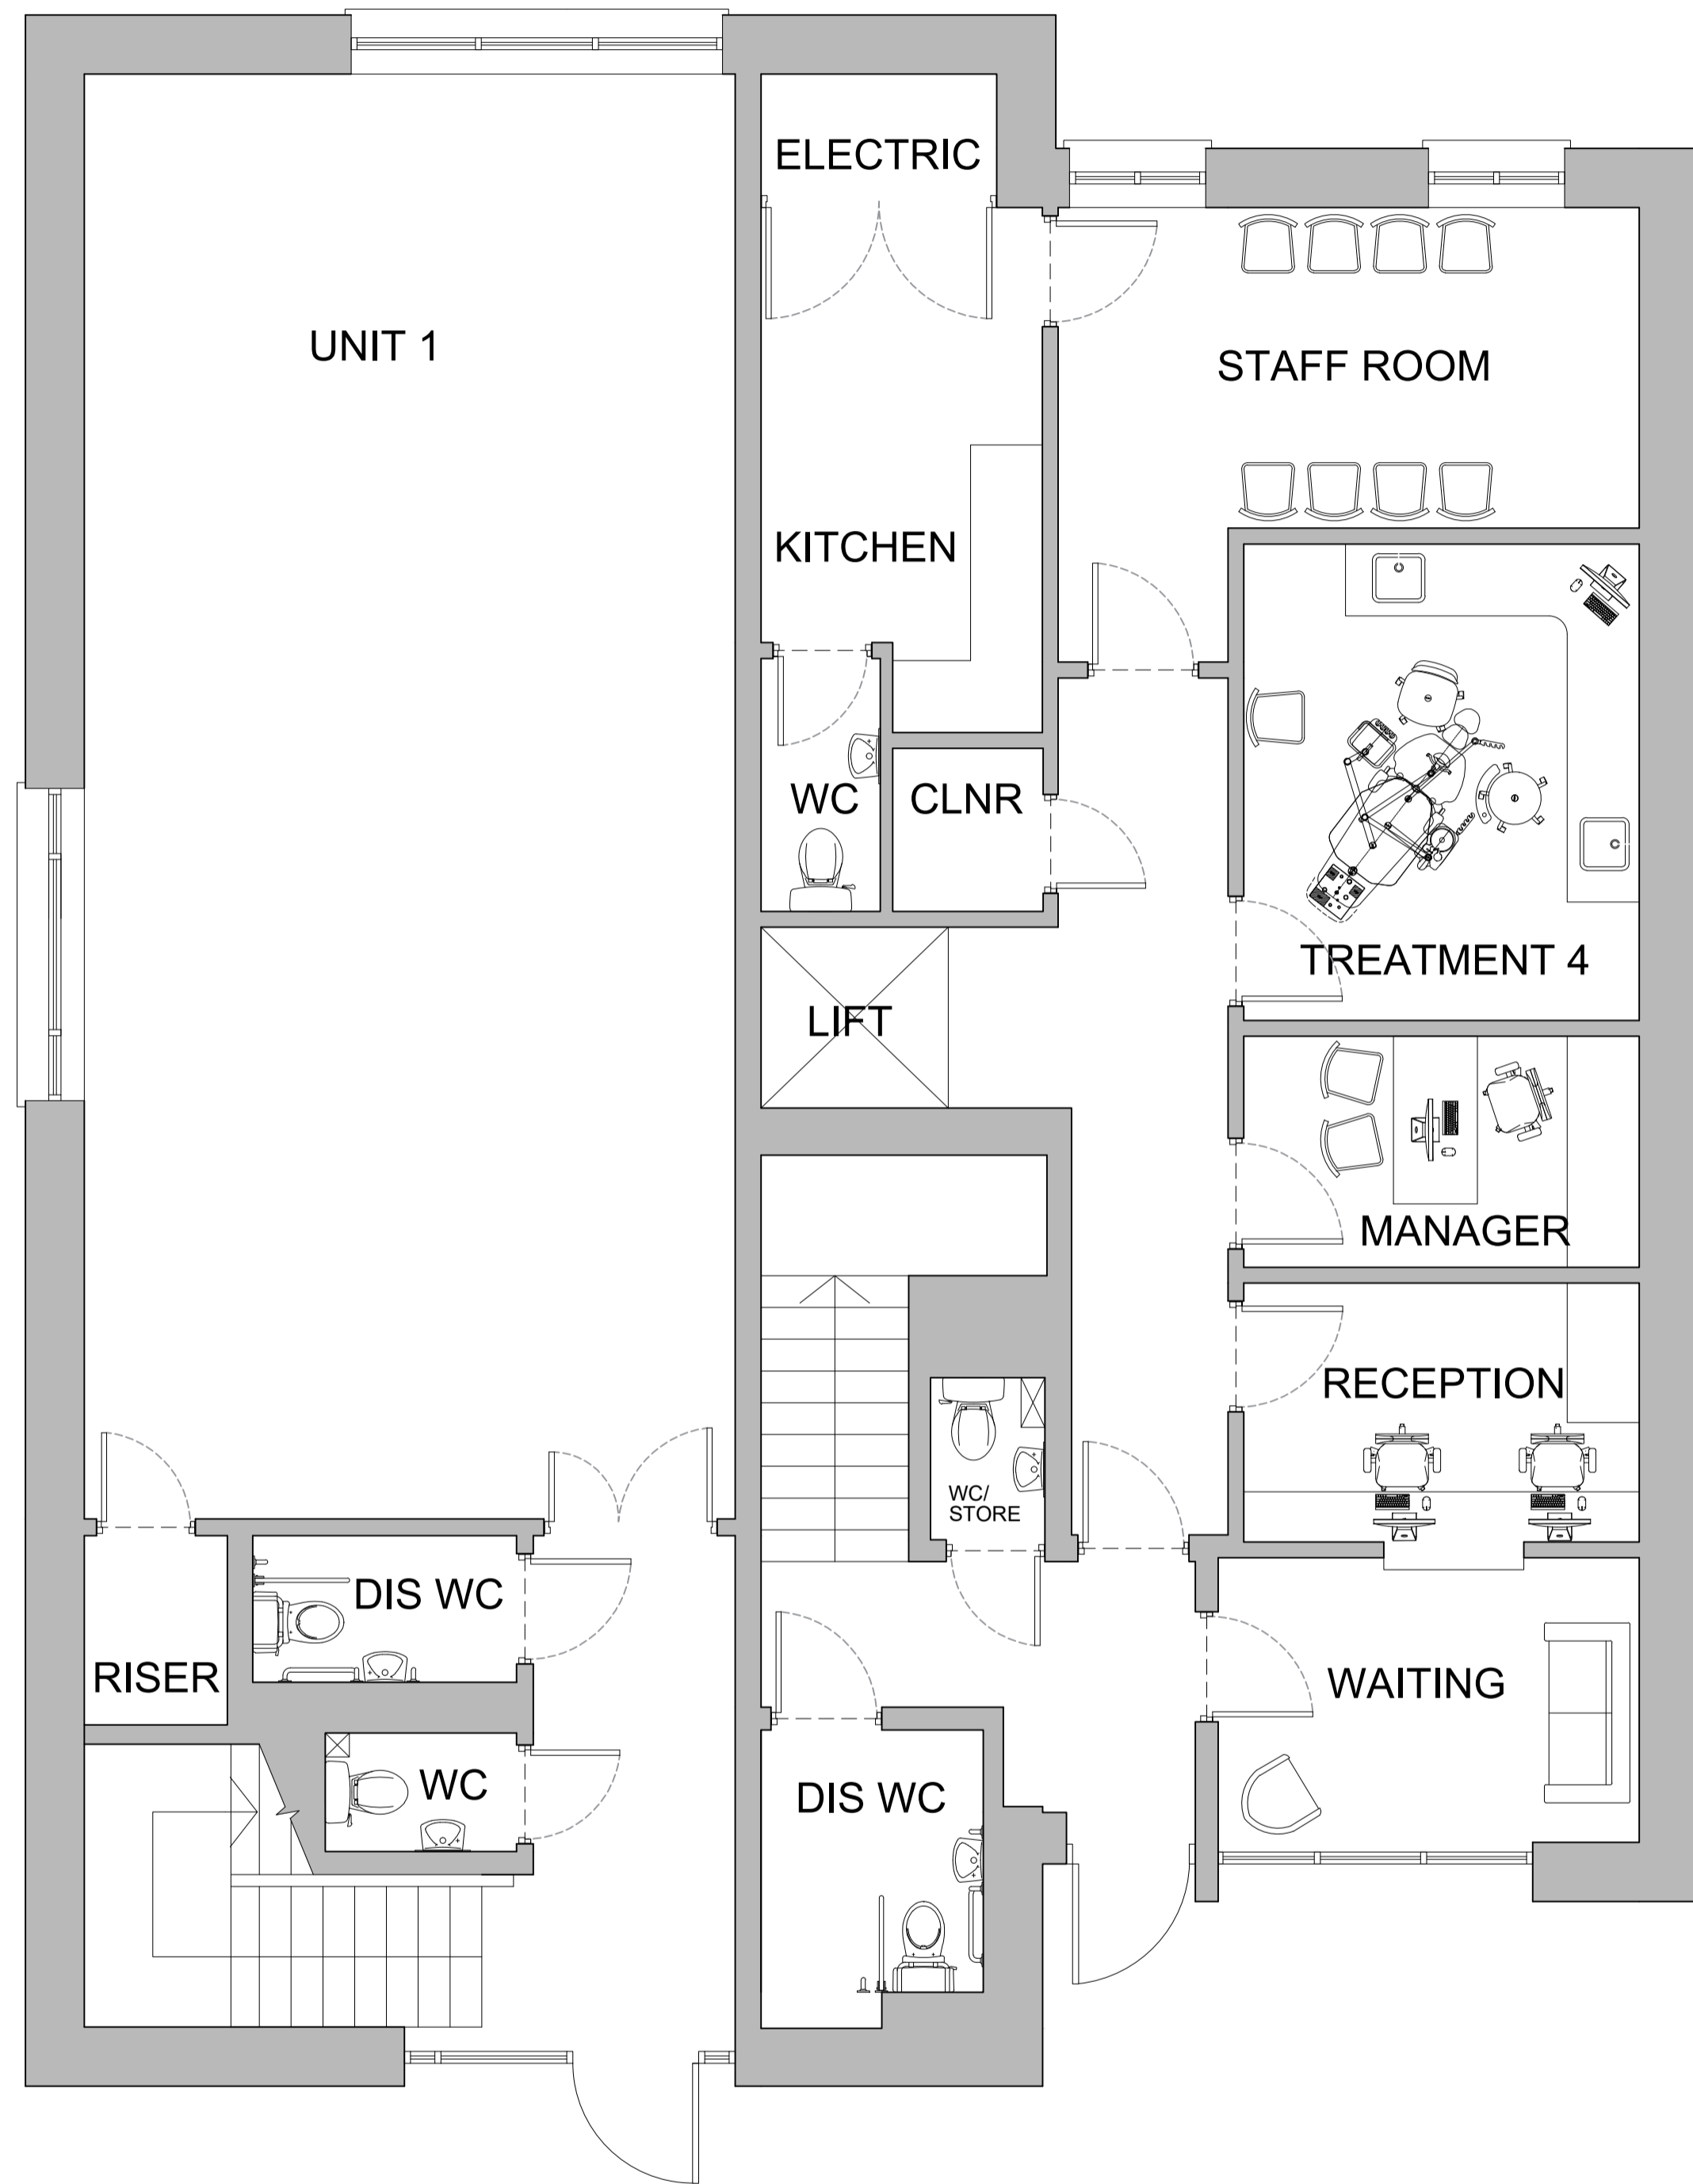 ELECTRIC
UNIT 1
STAFF ROOM
KITCHEN
WC
CLNR
TREATMENT 4
LIFT
MANAGER
RECEPTION
WC/
STORE
DIS WC
RISER
WAITING
WC
DIS WC